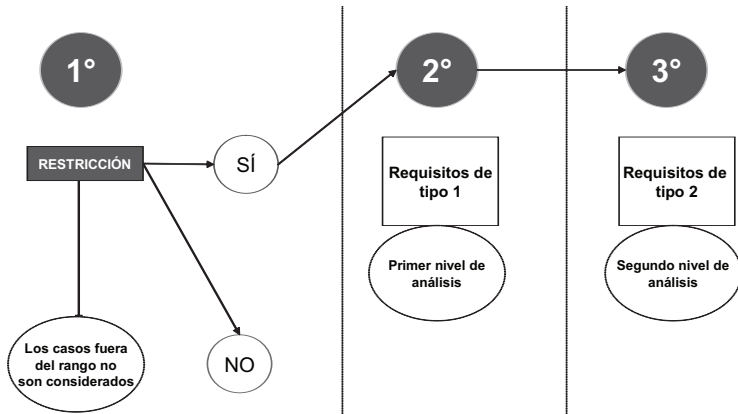 1°
RESTRICCIÓN
SÍ
Los casos fuera
del rango no
son considerados
NO
2°
Requisitos de
tipo 1
Primer nivel de
análisis
3°
Requisitos de
tipo 2
Segundo nivel de
análisis